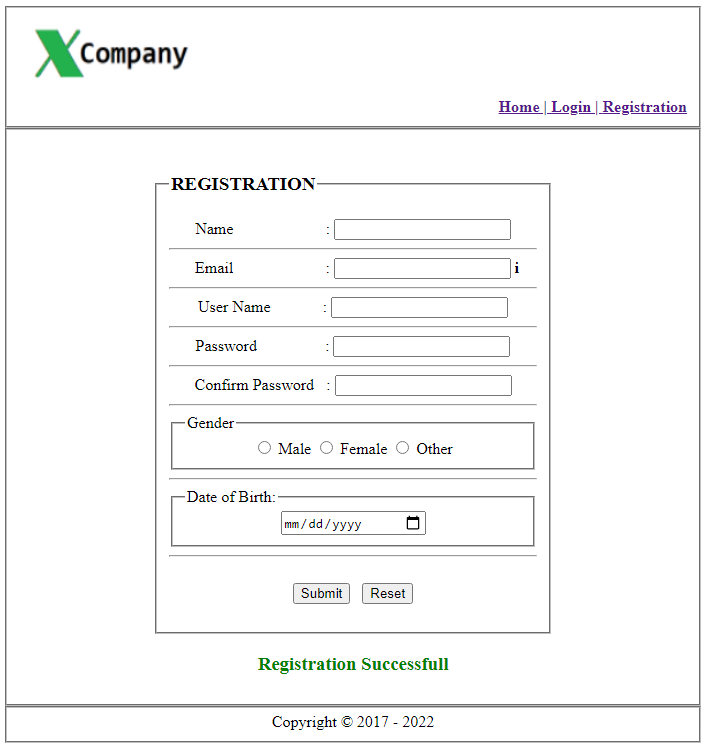 X Company
Home | Login | Registration
REGISTRATION
Name :
Email : i
User Name :
Password :
Confirm Password :
Gender
Male Female Other
Date of Birth:
mm/dd/yyyy
Submit Reset
Registration Successfull
Copyright © 2017 - 2022